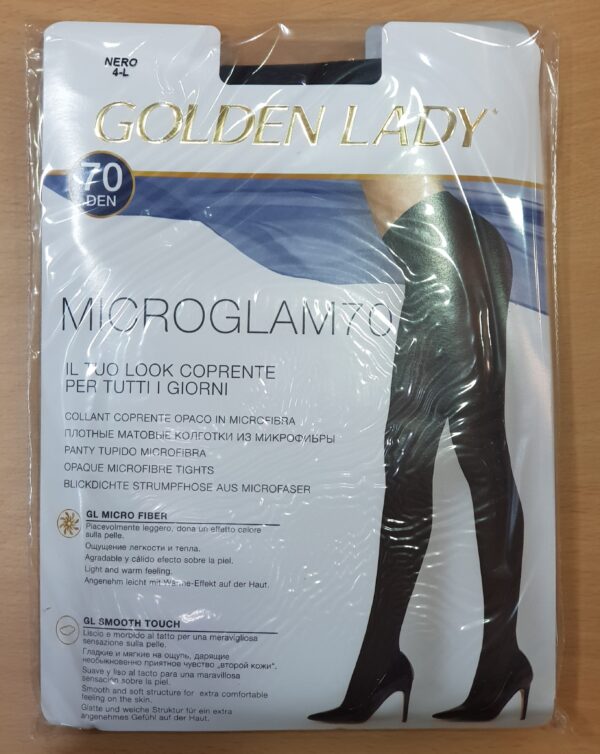 NERO
4-L
GOLDEN LADY
70
DEN
MICROGLAM70
IL TUO LOOK COPRENTE
PER TUTTI I GIORNI
COLLANT COPRENTE OPACO IN MICROFIBRA
ПЛОТНЫЕ МАТОВЫЕ КОЛГОТКИ ИЗ МИКРОФИБРЫ
PANTY TUPIDO MICROFIBRA
OPAQUE MICROFIBRE TIGHTS
BLICKDICHTE STRUMPFHOSE AUS MICROFASER
GL MICRO FIBER
Piacevolmente leggero, dona un effetto calore
sulla pelle.
Ощущение легкости и тепла.
Agradable y cálido efecto sobre la piel.
Light and warm feeling.
Angenehm leicht mit Wärme-Effekt auf der Haut.
GL SMOOTH TOUCH
Liscio e morbido al tatto per una meravigliosa
sensazione sulla pelle.
Гладкие и мягкие на ощупь, дарящие
необыкновенно приятное чувство „второй кожи“.
Suave y liso al tacto para una maravillosa
sensación sobre la piel.
Smooth and soft structure for extra comfortable
feeling on the skin.
Glatte und weiche Struktur für ein extra
angenehmes Gefühl auf der Haut.